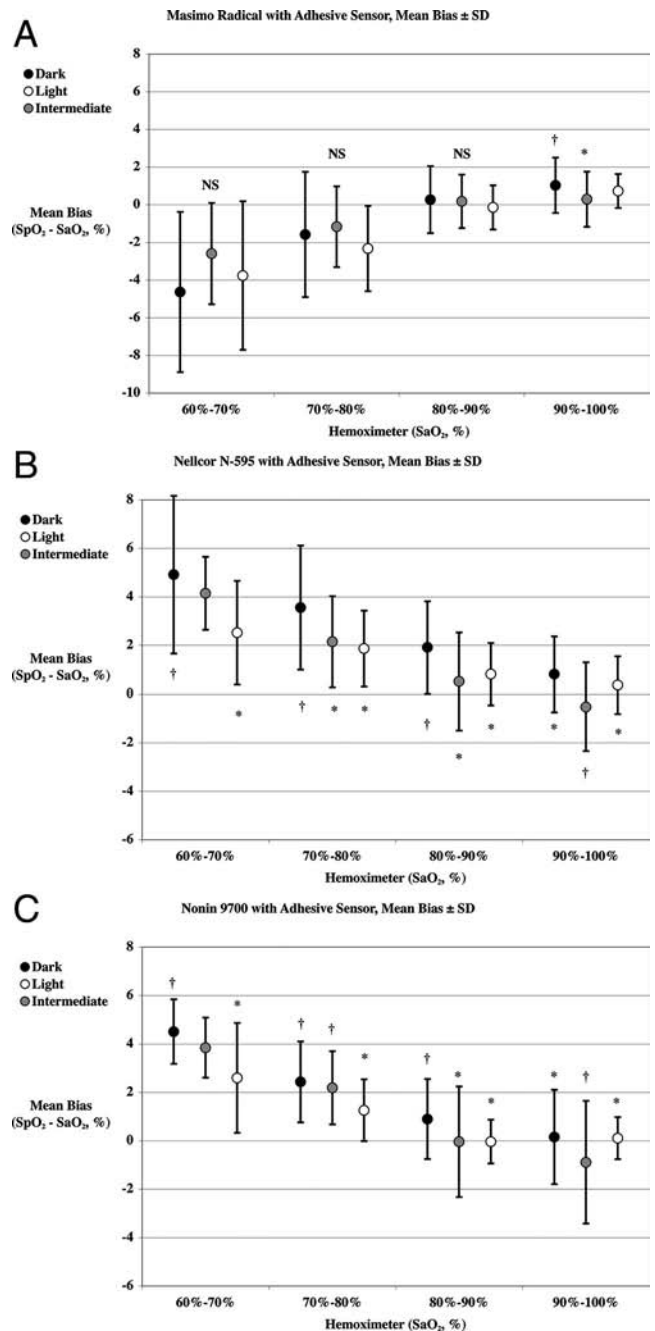 A
Masimo Radical with Adhesive Sensor, Mean Bias ± SD
Dark
Light
Intermediate
Mean Bias
(SpO₂ - SaO₂, %)
8
6
4
2
0
-2
-4
-6
-8
-10
NS
NS
NS
†
*
60%-70%
70%-80%
80%-90%
90%-100%
Hemoximeter (SaO₂, %)
B
Nellcor N-595 with Adhesive Sensor, Mean Bias ± SD
Dark
Light
Intermediate
Mean Bias
(SpO₂ - SaO₂, %)
8
6
4
2
0
-2
-4
-6
†
*
†
*
*
†
*
*
*
†
*
60%-70%
70%-80%
80%-90%
90%-100%
Hemoximeter (SaO₂, %)
C
Nonin 9700 with Adhesive Sensor, Mean Bias ± SD
Dark
Light
Intermediate
Mean Bias
(SpO₂ - SaO₂, %)
8
6
4
2
0
-2
-4
-6
†
*
†
†
*
†
*
*
*
†
*
60%-70%
70%-80%
80%-90%
90%-100%
Hemoximeter (SaO₂, %)